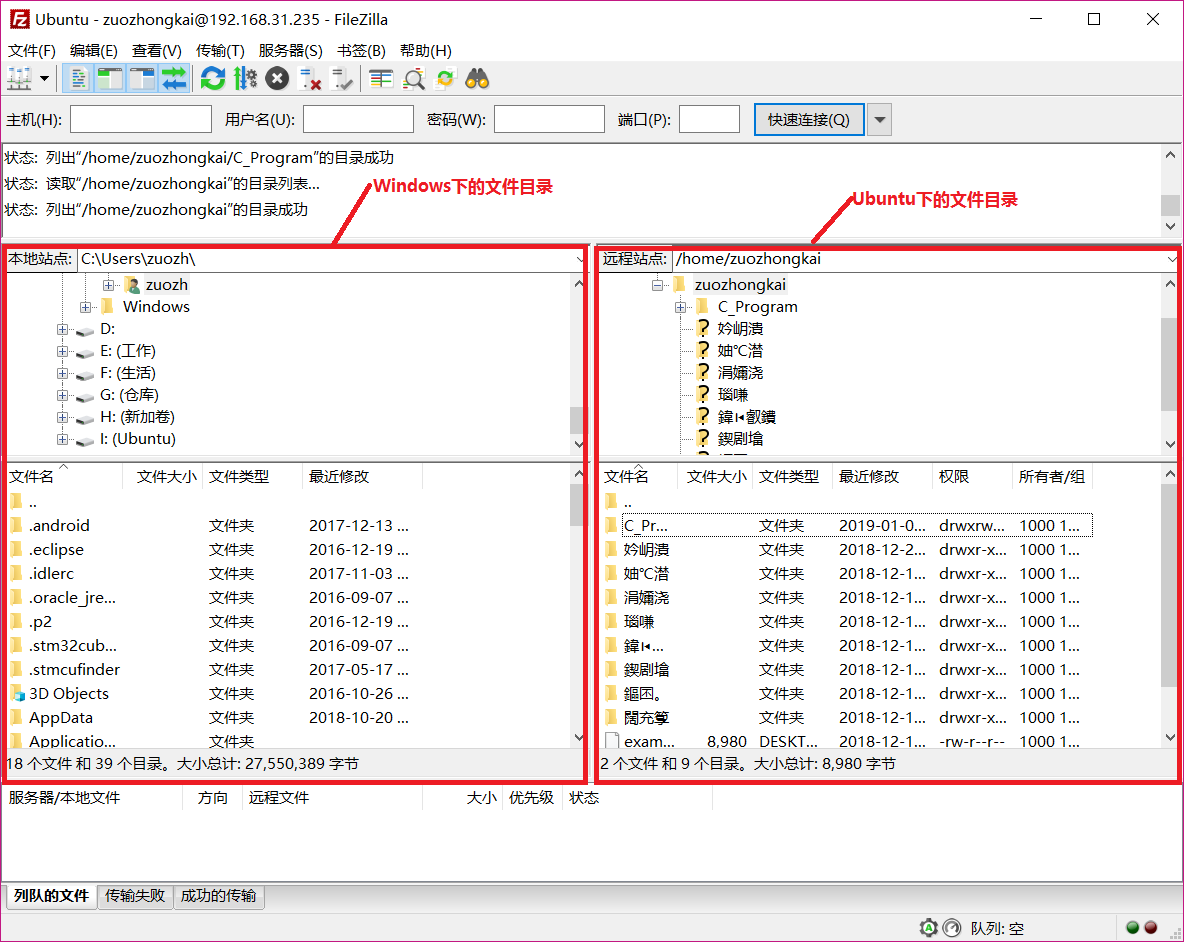 Ubuntu - zuozhongkai@192.168.31.235 - FileZilla
文件(F) 编辑(E) 查看(V) 传输(T) 服务器(S) 书签(B) 帮助(H)
主机(H): 用户名(U): 密码(W): 端口(P): 快速连接(Q)
状态: 列出“/home/zuozhongkai/C_Program”的目录成功
状态: 读取“/home/zuozhongkai”的目录列表...
状态: 列出“/home/zuozhongkai”的目录成功
Windows下的文件目录
Ubuntu下的文件目录
本地站点: C:\Users\zuozh\
zuozh
Windows
D:
E: (工作)
F: (生活)
G: (仓库)
H: (新加卷)
I: (Ubuntu)
远程站点: /home/zuozhongkai
zuozhongkai
C_Program
妗岄潰
妯℃澘
涓嬭浇
瑙嗛
鍏叡鐨
鍥剧墖
文件名 文件大小 文件类型 最近修改
..
.android 文件夹 2017-12-13 ...
.eclipse 文件夹 2016-12-19 ...
.idlerc 文件夹 2017-11-03 ...
.oracle_jre... 文件夹 2016-09-07 ...
.p2 文件夹 2016-12-19 ...
.stm32cub... 文件夹 2016-09-07 ...
.stmcufinder 文件夹 2017-05-17 ...
3D Objects 文件夹 2016-10-26 ...
AppData 文件夹 2018-10-20 ...
Applicatio... 文件夹
18 个文件 和 39 个目录。大小总计: 27,550,389 字节
文件名 文件大小 文件类型 最近修改 权限 所有者/组
..
C_Pr... 文件夹 2019-01-0... drwxrw... 1000 1...
妗岄潰 文件夹 2018-12-2... drwxr-x... 1000 1...
妯℃澘 文件夹 2018-12-1... drwxr-x... 1000 1...
涓嬭浇 文件夹 2018-12-1... drwxr-x... 1000 1...
瑙嗛 文件夹 2018-12-1... drwxr-x... 1000 1...
文件夹 2018-12-1... drwxr-x... 1000 1...
鍥剧墖 文件夹 2018-12-1... drwxr-x... 1000 1...
文件夹 2018-12-1... drwxr-x... 1000 1...
文件夹 2018-12-1... drwxr-x... 1000 1...
exam... 8,980 DESKT... 2018-12-1... -rw-r--r-- 1000 1...
2 个文件 和 9 个目录。大小总计: 8,980 字节
服务器/本地文件 方向 远程文件 大小 优先级 状态
列队的文件 传输失败 成功的传输
队列: 空